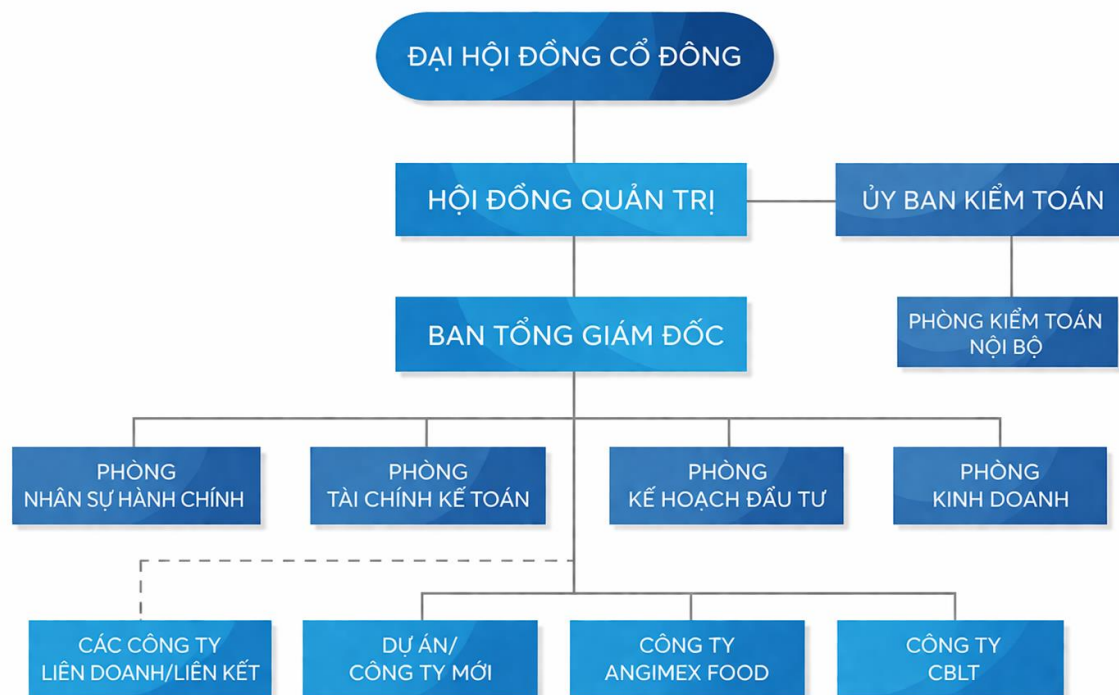 ĐẠI HỘI ĐỒNG CỔ ĐÔNG
HỘI ĐỒNG QUẢN TRỊ
ỦY BAN KIỂM TOÁN
BAN TỔNG GIÁM ĐỐC
PHÒNG KIỂM TOÁN
NỘI BỘ
PHÒNG
NHÂN SỰ HÀNH CHÍNH
PHÒNG
TÀI CHÍNH KẾ TOÁN
PHÒNG
KẾ HOẠCH ĐẦU TƯ
PHÒNG
KINH DOANH
CÁC CÔNG TY
LIÊN DOANH/LIÊN KẾT
DỰ ÁN/
CÔNG TY MỚI
CÔNG TY
ANGIMEX FOOD
CÔNG TY
CBLT